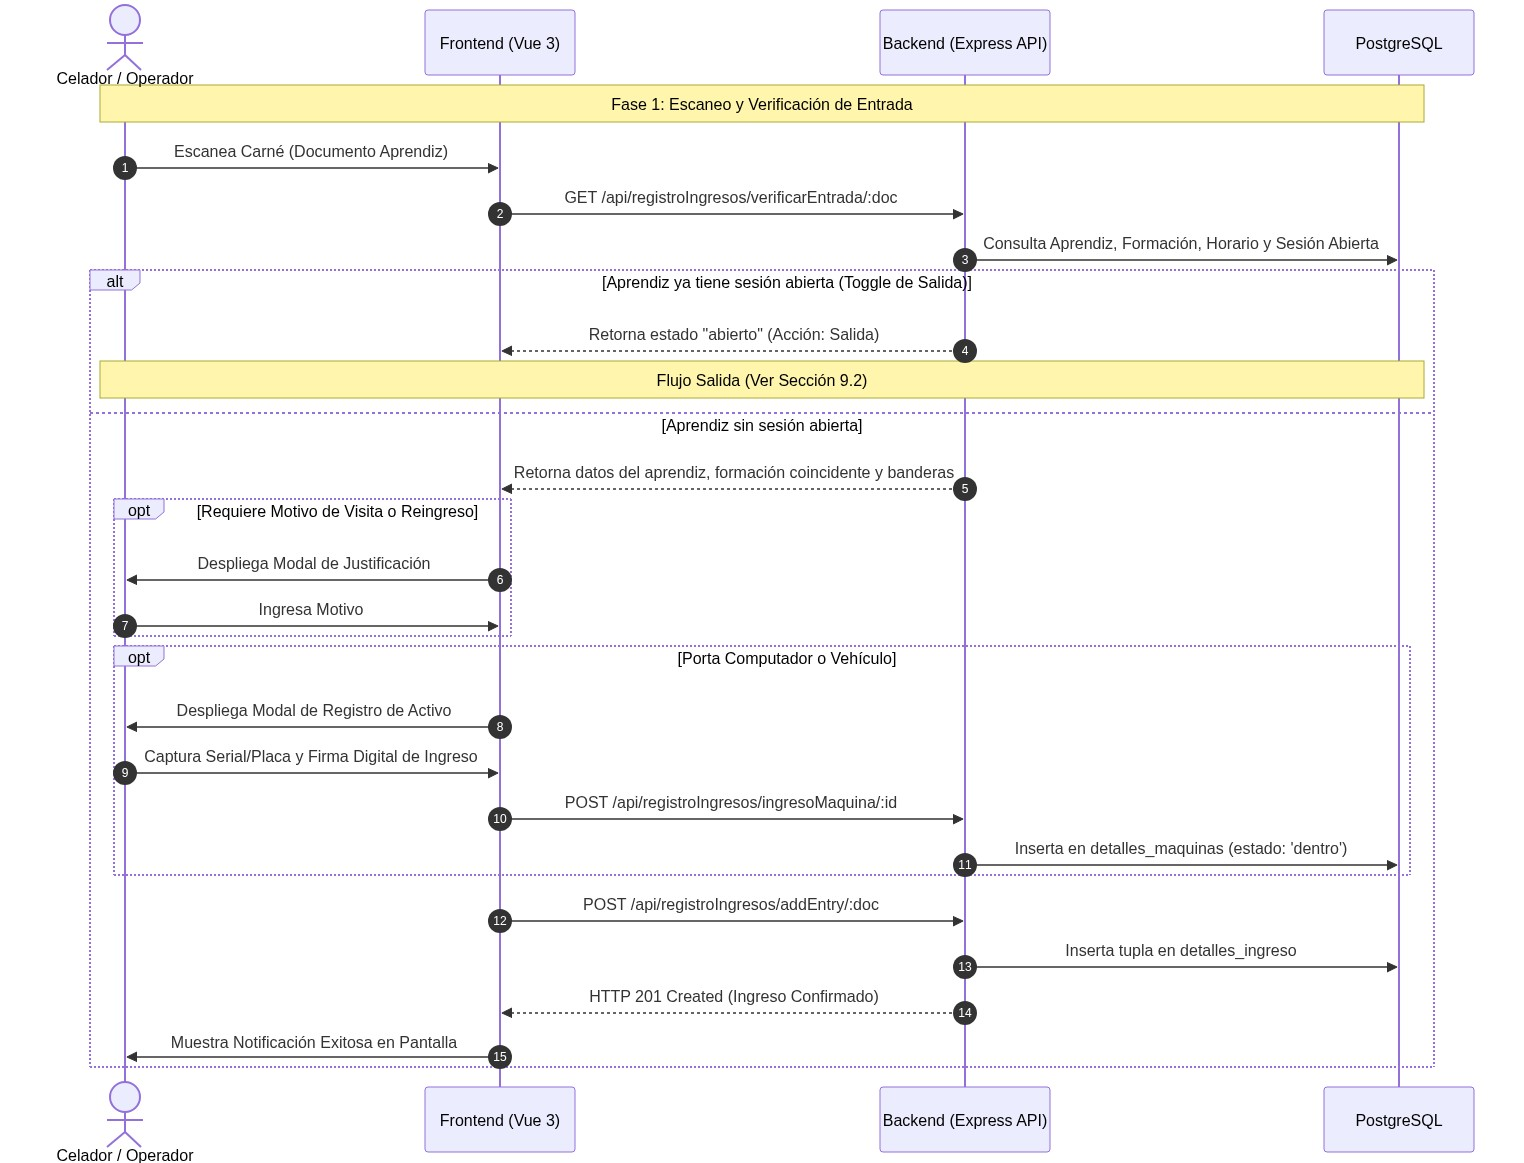 Celador / Operador
Frontend (Vue 3)
Backend (Express API)
PostgreSQL
Fase 1: Escaneo y Verificación de Entrada
1
Escanea Carné (Documento Aprendiz)
2
GET /api/registroIngresos/verificarEntrada/:doc
3
Consulta Aprendiz, Formación, Horario y Sesión Abierta
alt
[Aprendiz ya tiene sesión abierta (Toggle de Salida)]
Retorna estado "abierto" (Acción: Salida)
4
Flujo Salida (Ver Sección 9.2)
[Aprendiz sin sesión abierta]
Retorna datos del aprendiz, formación coincidente y banderas
5
opt
[Requiere Motivo de Visita o Reingreso]
Despliega Modal de Justificación
6
Ingresa Motivo
7
opt
[Porta Computador o Vehículo]
Despliega Modal de Registro de Activo
8
Captura Serial/Placa y Firma Digital de Ingreso
9
POST /api/registroIngresos/ingresoMaquina/:id
10
Inserta en detalles_maquinas (estado: 'dentro')
11
POST /api/registroIngresos/addEntry/:doc
12
Inserta tupla en detalles_ingreso
13
HTTP 201 Created (Ingreso Confirmado)
14
Muestra Notificación Exitosa en Pantalla
15
Celador / Operador
Frontend (Vue 3)
Backend (Express API)
PostgreSQL